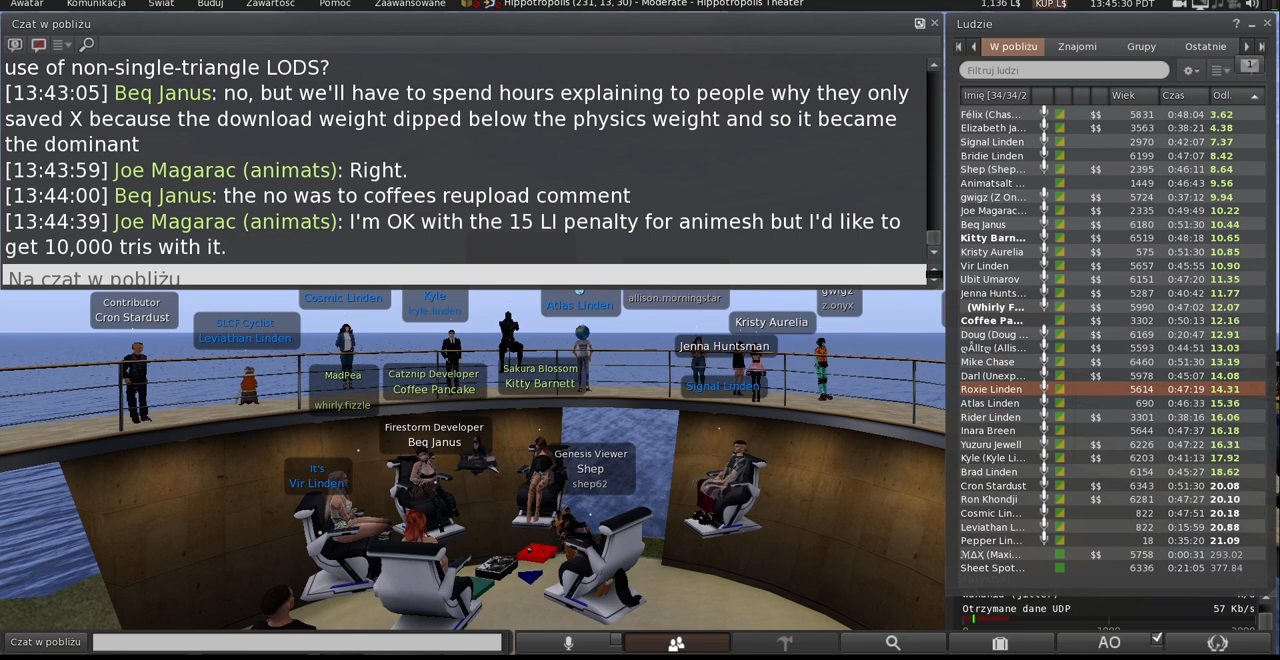 Awatar Komunikacja Świat Buduj Zawartość Pomoc Zaawansowane Hippotropolis (231, 13, 30) - Moderate - Hippotropolis Theater 1,136 L$ KUP L$ 13:45:30 PDT
Czat w pobliżu
use of non-single-triangle LODS?
[13:43:05] Beq Janus: no, but we'll have to spend hours explaining to people why they only
saved X because the download weight dipped below the physics weight and so it became
the dominant
[13:43:59] Joe Magarac (animats): Right.
[13:44:00] Beq Janus: the no was to coffees reupload comment
[13:44:39] Joe Magarac (animats): I'm OK with the 15 LI penalty for animesh but I'd like to
get 10,000 tris with it.
Na czat w pobliżu
Contributor
Cron Stardust
SLCF Cyclist
Leviathan Linden
Cosmic Linden
Kyle
kyle.linden
Atlas Linden
allison.morningstar
gwigz
z.onyx
Kristy Aurelia
Jenna Huntsman
Signal Linden
MadPea
whirly.fizzle
Catznip Developer
Coffee Pancake
Sakura Blossom
Kitty Barnett
Firestorm Developer
Beq Janus
Genesis Viewer
Shep
shep62
It's
Vir Linden
Czat w pobliżu
Ludzie
W pobliżu Znajomi Grupy Ostatnie
Filtruj ludzi
1
Imię [34/34/2 Wiek Czas Odl.
Félix (Chas... $$ 5831 0:48:04 3.62
Elizabeth Ja... $$ 3563 0:38:21 4.38
Signal Linden 2970 0:42:07 7.37
Bridie Linden 6199 0:47:07 8.42
Shep (Shep... $$ 2395 0:46:11 8.64
Animatsalt ... 1449 0:46:43 9.56
gwigz (Z On... $$ 5724 0:37:12 9.94
Joe Magarac... $$ 2335 0:49:49 10.22
Beq Janus $$ 6180 0:51:30 10.44
Kitty Barn... $$ 6519 0:48:18 10.65
Kristy Aurelia $$ 575 0:51:30 10.85
Vir Linden $$ 5657 0:45:55 10.90
Ubit Umarov $$ 6151 0:47:20 11.35
Jenna Hunts... $$ 5287 0:40:42 11.77
(Whirly F... $$ 5990 0:47:02 12.07
Coffee Pa... $$ 3302 0:50:13 12.16
Doug (Doug ... $$ 6169 0:20:47 12.91
(Allis... $$ 5593 0:44:51 13.03
Mike Chase $$ 6460 0:51:30 13.19
Darl (Unexp... $$ 5978 0:45:07 14.08
Roxie Linden 5614 0:47:19 14.31
Atlas Linden 690 0:46:33 15.36
Rider Linden $$ 3301 0:38:16 16.06
Inara Breen 5644 0:47:37 16.18
Yuzuru Jewell $$ 6226 0:47:22 16.31
Kyle (Kyle Li... $$ 6203 0:41:13 17.92
Brad Linden 6154 0:45:27 18.62
Cron Stardust $$ 6343 0:51:30 20.08
Ron Khondji $$ 6281 0:47:27 20.10
Cosmic Lin... 822 0:47:51 20.18
Leviathan L... 822 0:15:59 20.88
Pepper Lin... 18 0:35:20 21.09
(Maxi... $$ 5758 0:00:31 293.02
Sheet Spot... 6336 0:21:05 377.84
Otrzymane dane UDP 57 Kb/s
AO